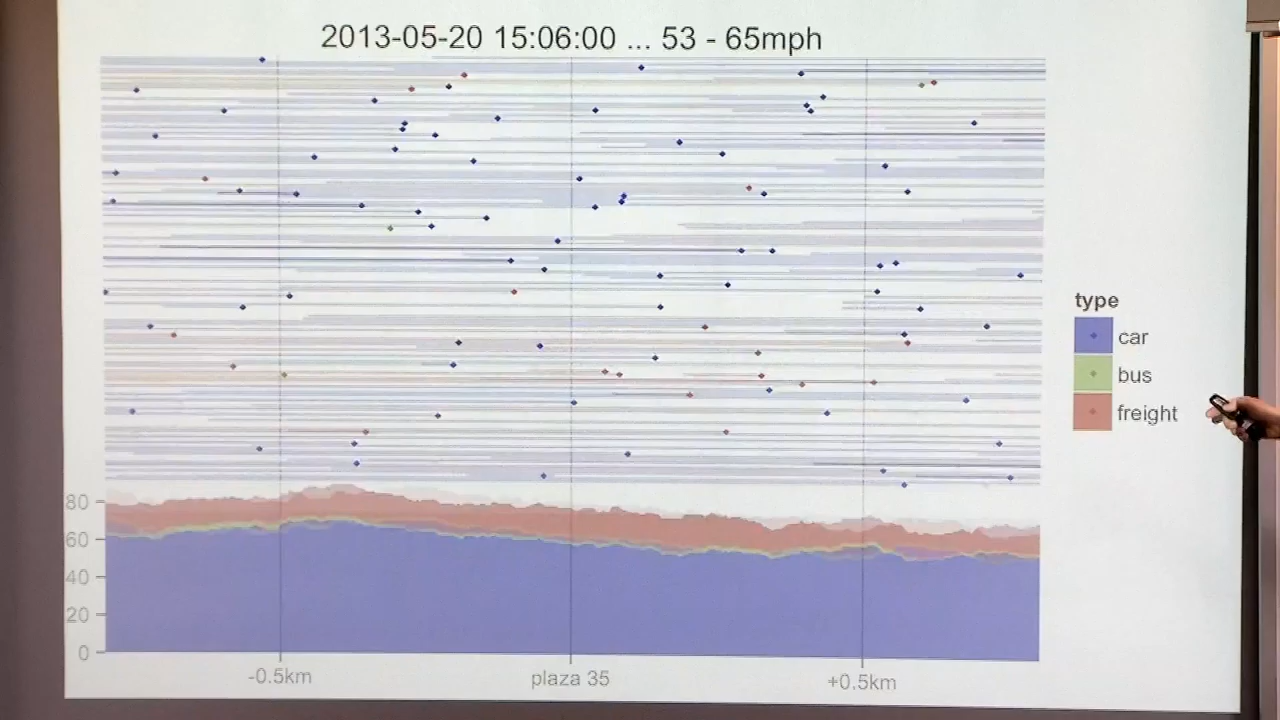 2013-05-20 15:06:00 ... 53 - 65mph
type
car
bus
freight
80
60
40
20
0
-0.5km
plaza 35
+0.5km